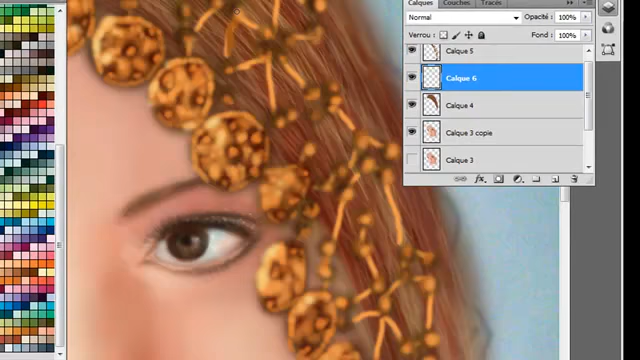 Calques Couches Tracés
Normal Opacité : 100%
Verrou : Fond : 100%
Calque 5
Calque 6
Calque 4
Calque 3 copie
Calque 3
fx